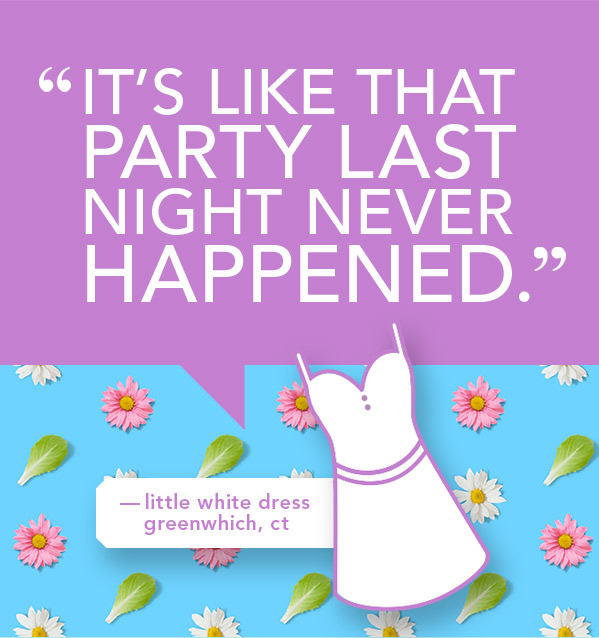 “IT’S LIKE THAT
PARTY LAST
NIGHT NEVER
HAPPENED.”
— little white dress
greenwhich, ct